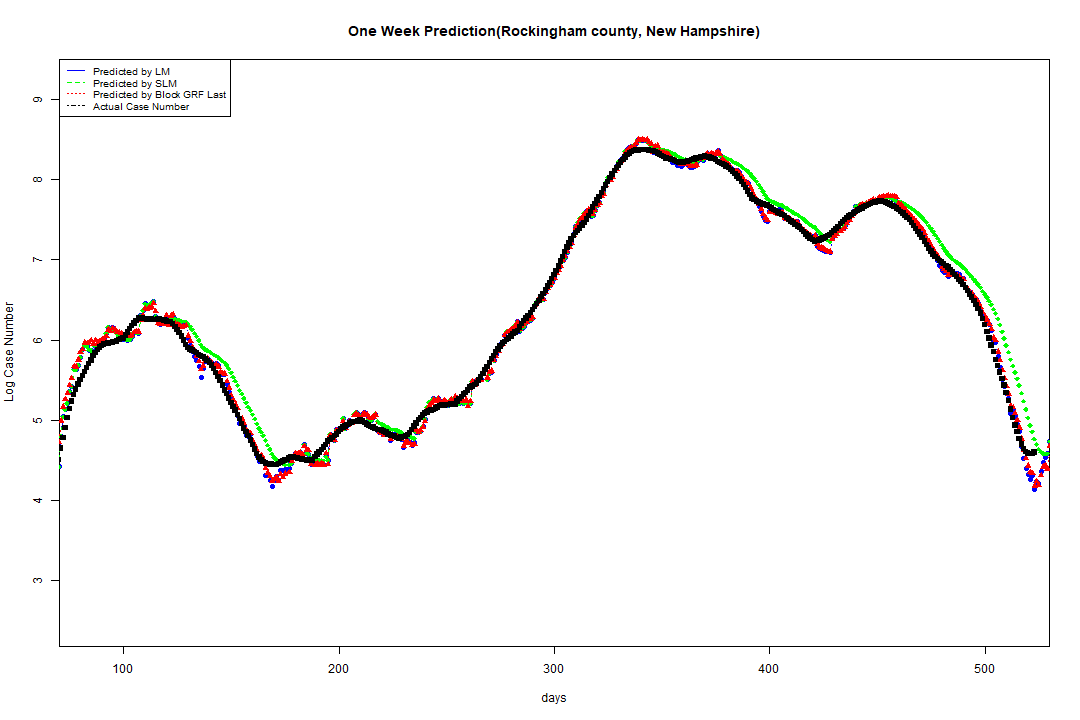 One Week Prediction(Rockingham county, New Hampshire)
Predicted by LM
Predicted by SLM
Predicted by Block GRF Last
Actual Case Number
9
8
7
6
5
4
3
Log Case Number
100 200 300 400 500
days